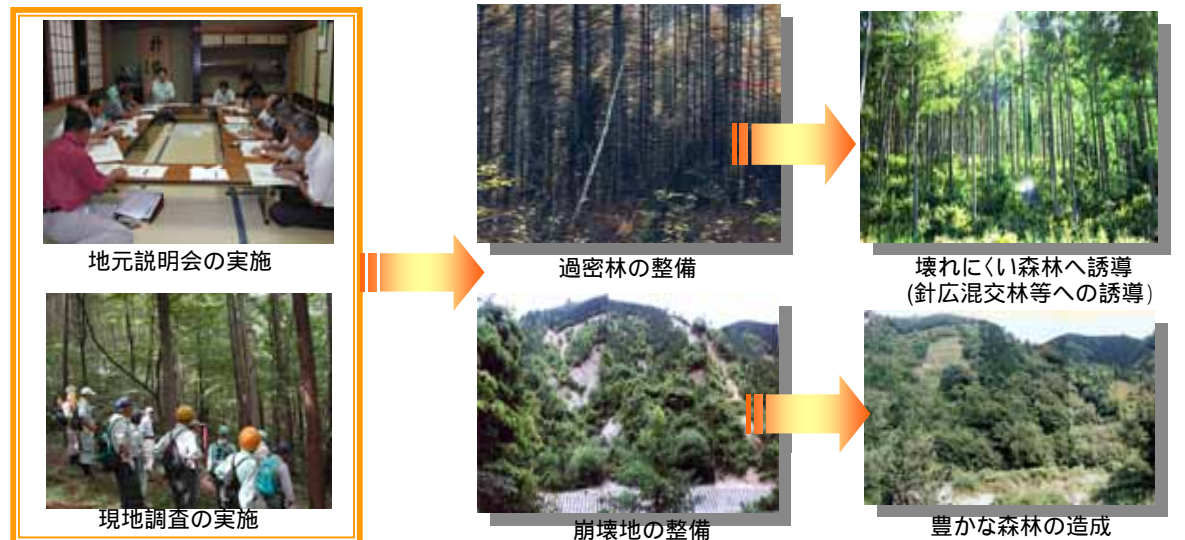 地元説明会の実施
現地調査の実施
過密林の整備
壊れにくい森林へ誘導
(針広混交林等への誘導)
崩壊地の整備
豊かな森林の造成